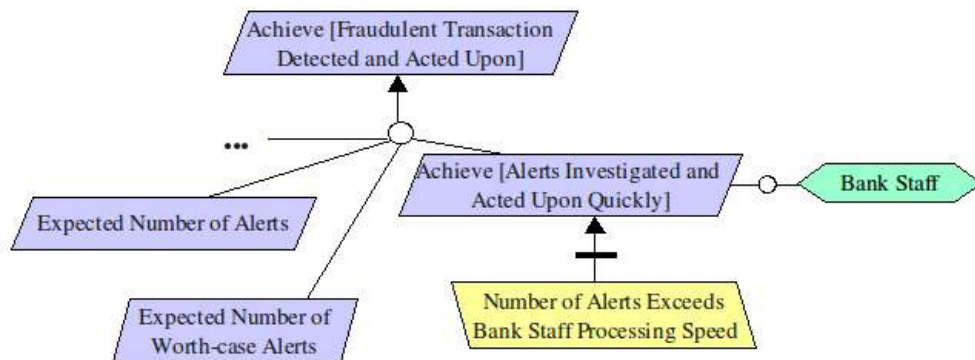 Achieve [Fraudulent Transaction
Detected and Acted Upon]
...
Achieve [Alerts Investigated and
Acted Upon Quickly]
Bank Staff
Expected Number of Alerts
Expected Number of
Worth-case Alerts
Number of Alerts Exceeds
Bank Staff Processing Speed